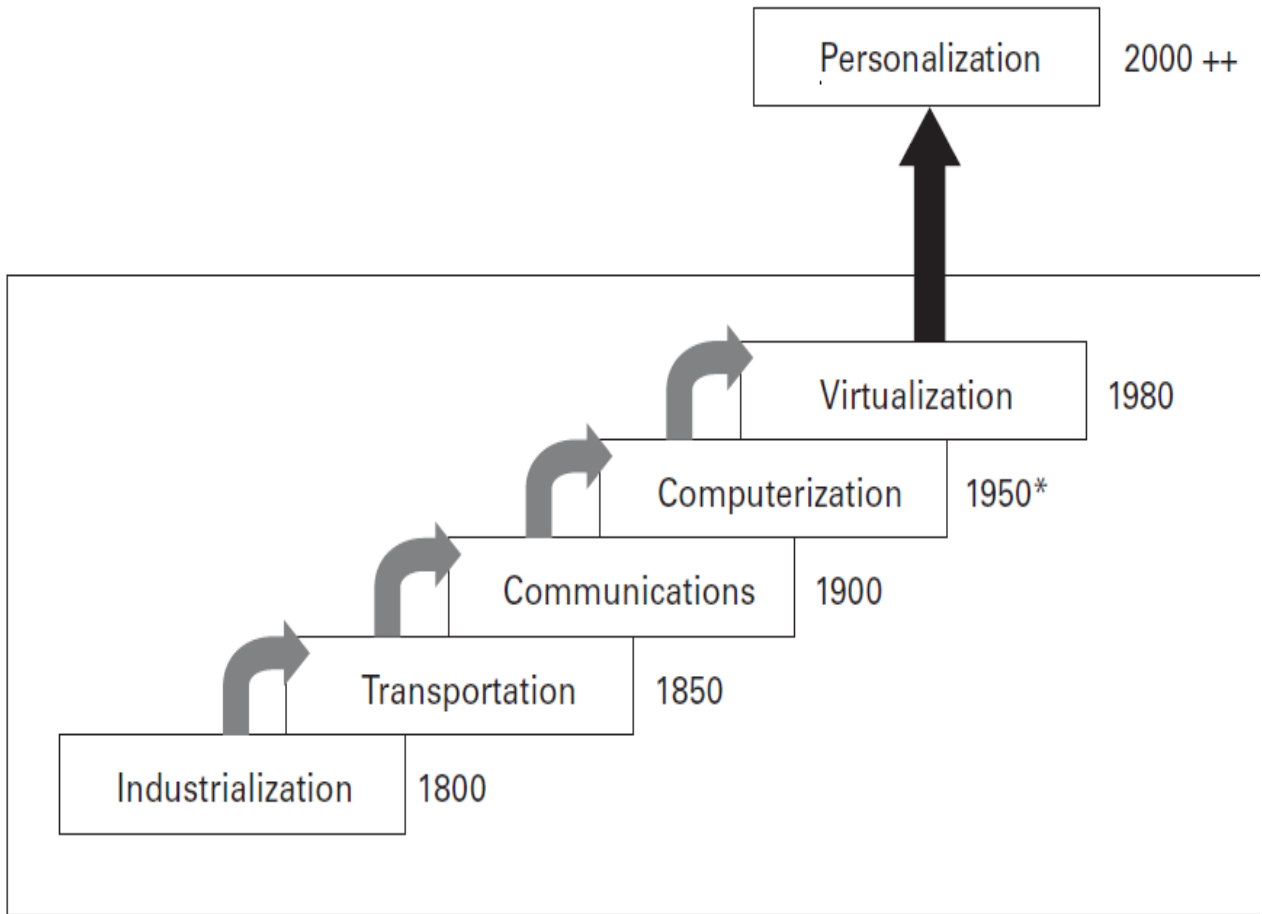 Personalization 2000 ++
Virtualization 1980
Computerization 1950*
Communications 1900
Transportation 1850
Industrialization 1800